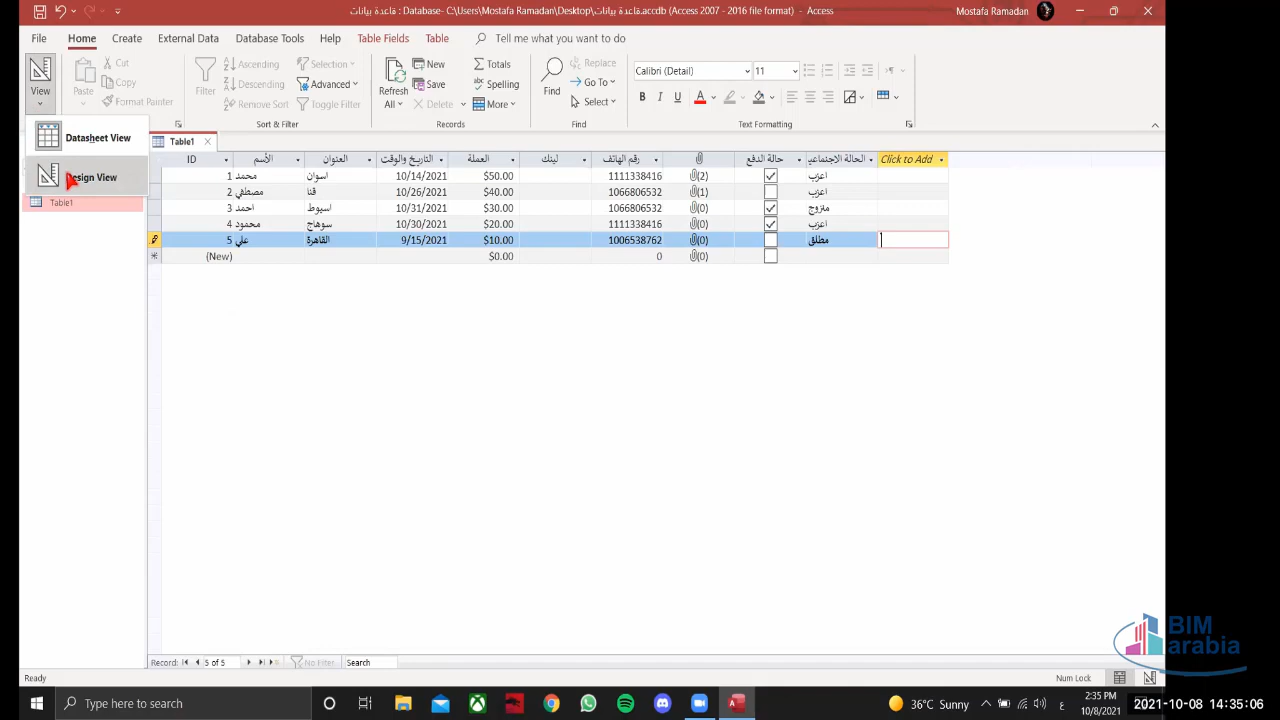 قاعدة بيانات : Database- C:\Users\Mostafa Ramadan\Desktop\قاعدة بيانات.accdb (Access 2007 - 2016 file format) - Access
Mostafa Ramadan
File Home Create External Data Database Tools Help Table Fields Table Tell me what you want to do
View
Paste
Cut
Copy
Format Painter
Filter
Ascending
Descending
Remove Sort
Selection
Advanced
Toggle Filter
Sort & Filter
Refresh
All
New
Save
Delete
Totals
Spelling
More
Records
Find
Replace
Go To
Select
Find
Calibri (Detail) 11
B I U A
Text Formatting
Datasheet View
Design View
Table1
Table1
ID الأسم العنوان التاريخ والوقت العملة لينك رقم الهاتف حالة الدفع الحالة الاجتماعية Click to Add
1 محمد اسوان 10/14/2021 $50.00 1111338416 (2) اعزب
2 مصطفي قنا 10/26/2021 $40.00 1066806532 (1) اعزب
3 احمد اسيوط 10/31/2021 $30.00 1066806532 (0) متزوج
4 محمود سوهاج 10/30/2021 $20.00 1111338416 (0) اعزب
5 علي القاهرة 9/15/2021 $10.00 1006538762 (0) مطلق
(New) $0.00 0 (0)
BIM
arabia
Record: 5 of 5 No Filter Search
Ready
Num Lock
Type here to search
36°C Sunny
ع
2:35 PM
10/8/2021
2021-10-08 14:35:06